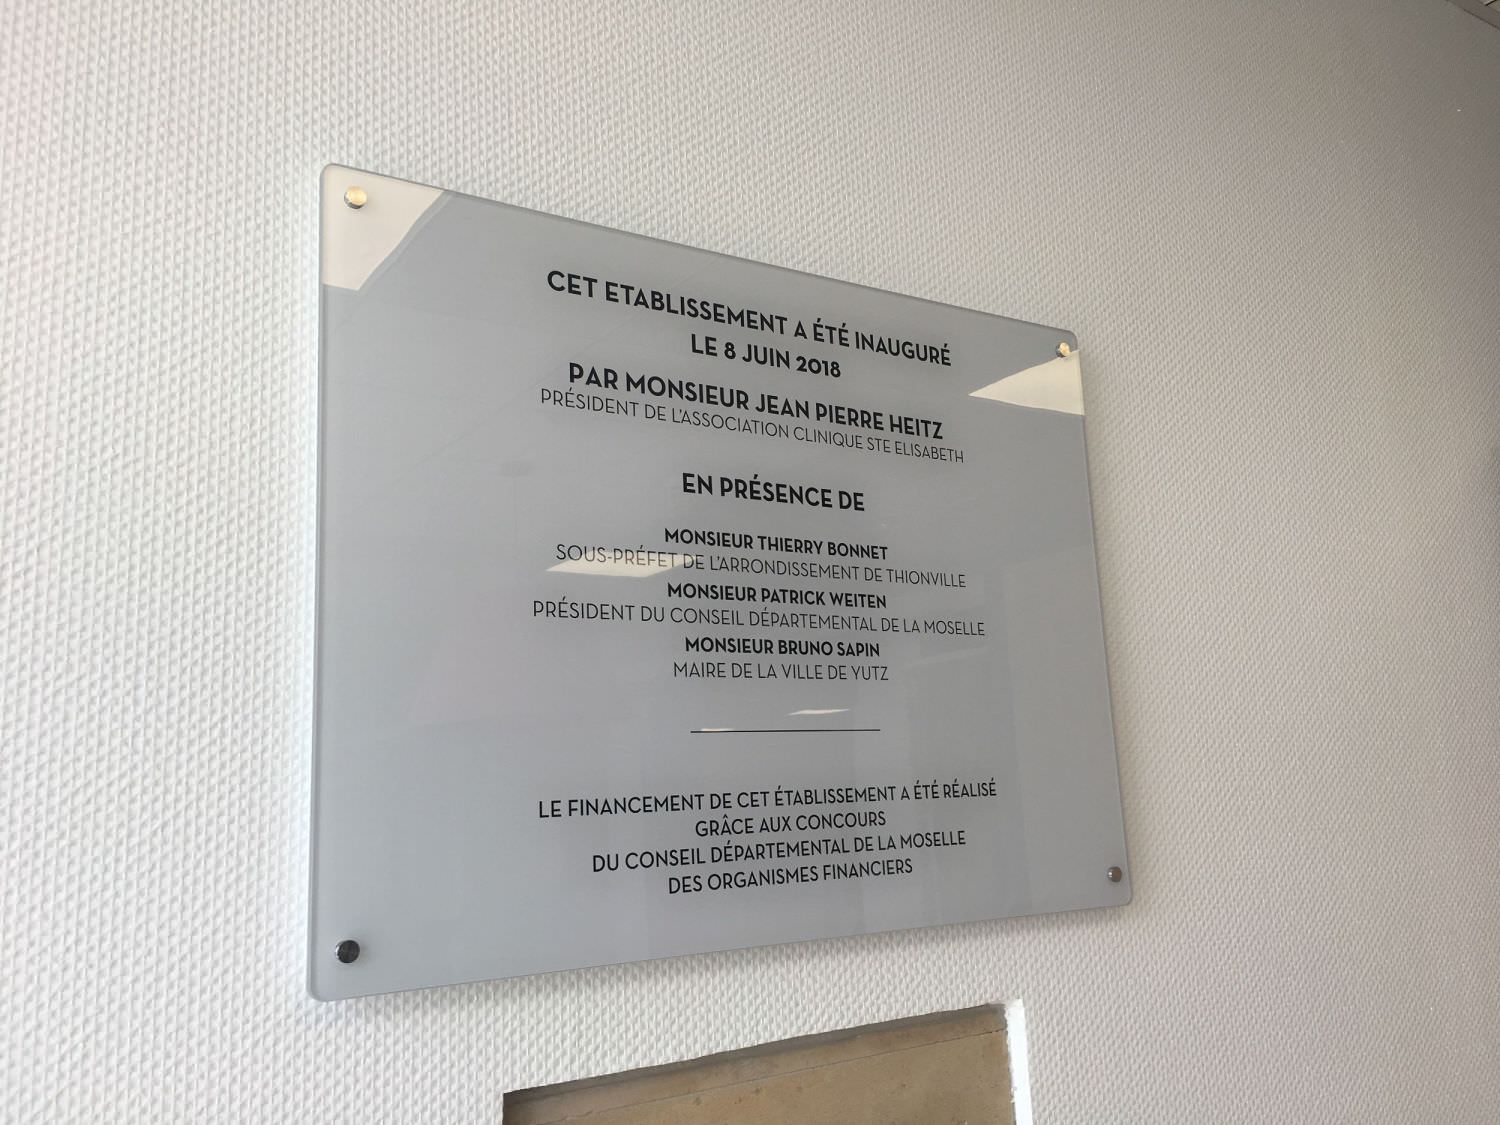 CET ETABLISSEMENT A ÉTÉ INAUGURÉ
LE 8 JUIN 2018
PAR MONSIEUR JEAN PIERRE HEITZ
PRÉSIDENT DE L'ASSOCIATION CLINIQUE STE ELISABETH
EN PRÉSENCE DE
MONSIEUR THIERRY BONNET
SOUS-PRÉFET DE L'ARRONDISSEMENT DE THIONVILLE
MONSIEUR PATRICK WEITEN
PRÉSIDENT DU CONSEIL DÉPARTEMENTAL DE LA MOSELLE
MONSIEUR BRUNO SAPIN
MAIRE DE LA VILLE DE YUTZ
LE FINANCEMENT DE CET ÉTABLISSEMENT A ÉTÉ RÉALISÉ
GRÂCE AUX CONCOURS
DU CONSEIL DÉPARTEMENTAL DE LA MOSELLE
DES ORGANISMES FINANCIERS